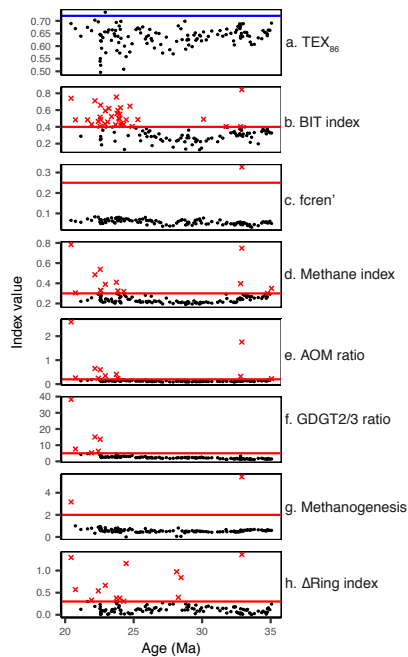 0.70
0.65
0.60
0.55
0.50
a. TEX86
0.8
0.6
0.4
0.2
b. BIT index
0.3
0.2
0.1
c. fcren’
0.8
0.6
0.4
0.2
d. Methane index
2
1
0
e. AOM ratio
40
30
20
10
0
f. GDGT2/3 ratio
4
2
0
g. Methanogenesis
1.0
0.5
0.0
h. ΔRing index
Index value
20 25 30 35
Age (Ma)